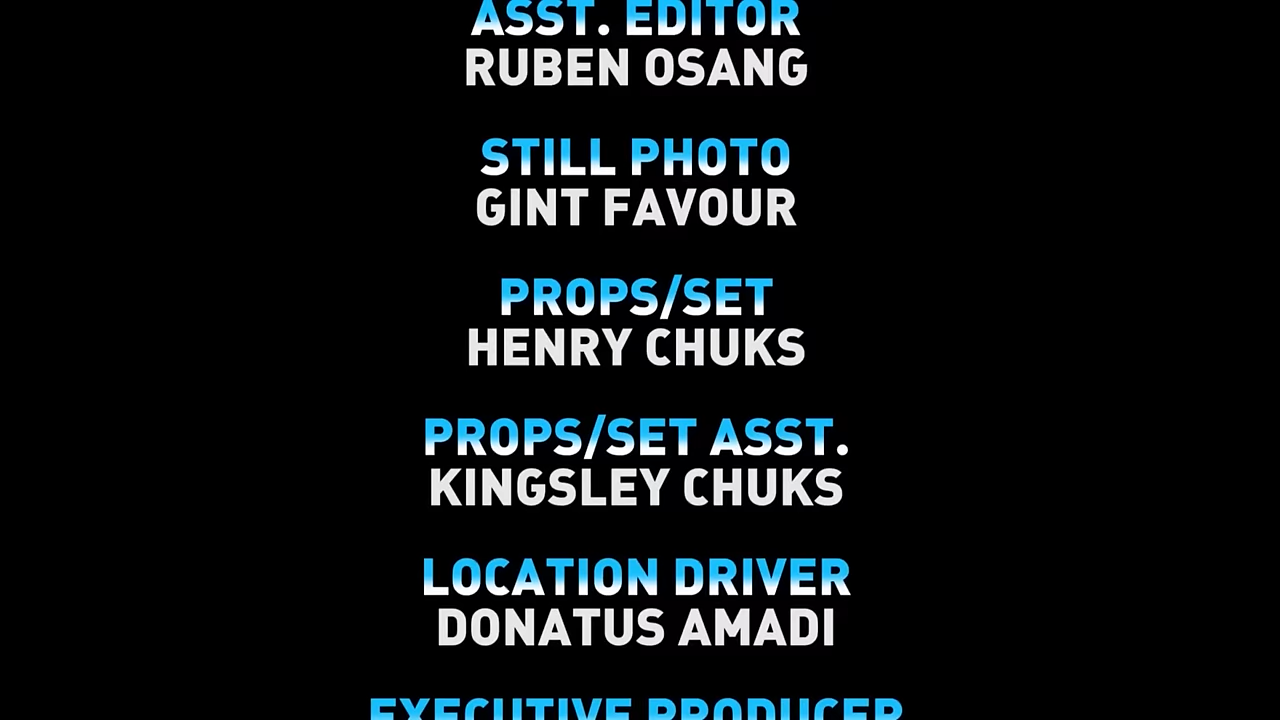 ASST. EDITOR
RUBEN OSANG
STILL PHOTO
GINT FAVOUR
PROPS/SET
HENRY CHUKS
PROPS/SET ASST.
KINGSLEY CHUKS
LOCATION DRIVER
DONATUS AMADI
EXECUTIVE PRODUCER